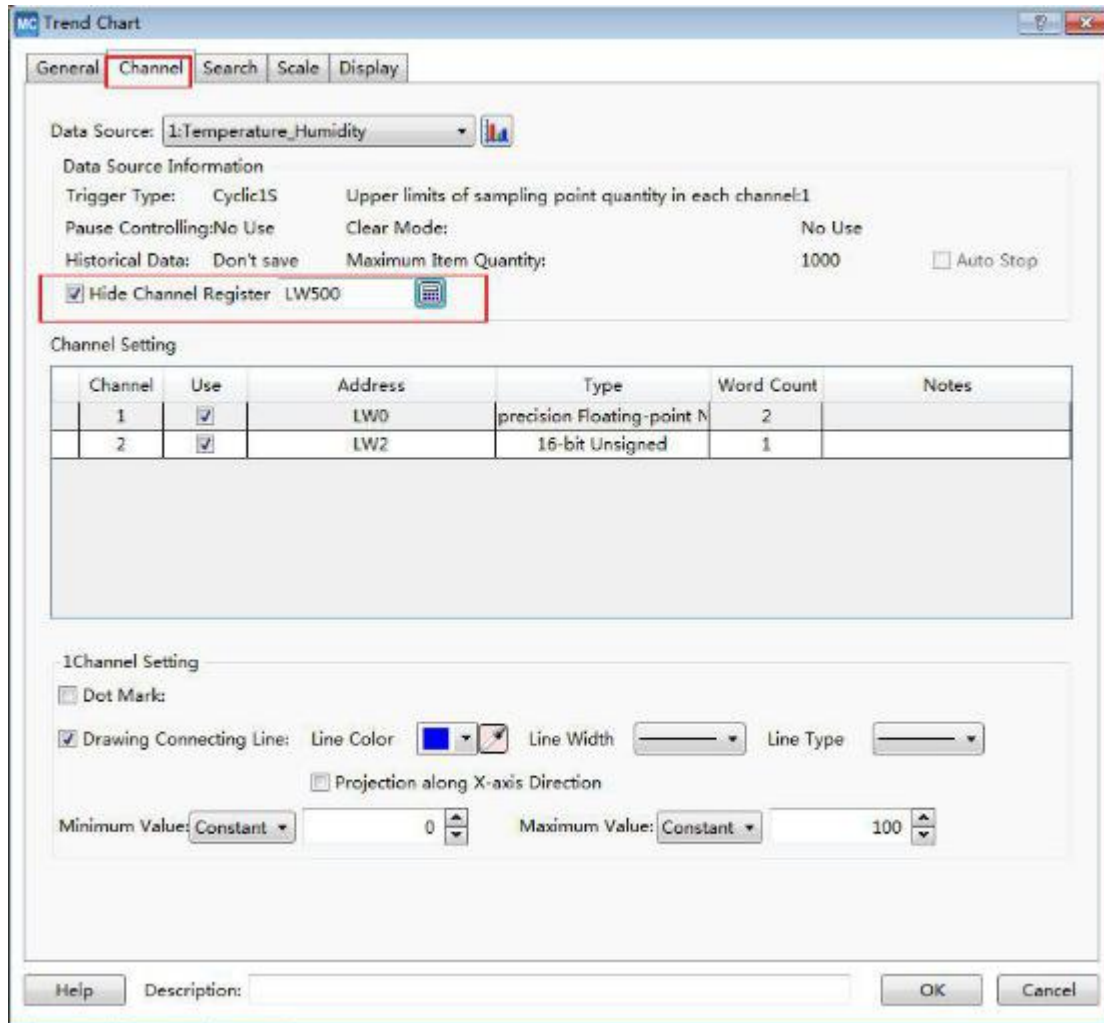 MC Trend Chart
General Channel Search Scale Display
Data Source: 1:Temperature_Humidity
Data Source Information
Trigger Type: Cyclic1S Upper limits of sampling point quantity in each channel:1
Pause Controlling:No Use Clear Mode: No Use
Historical Data: Don't save Maximum Item Quantity: 1000 Auto Stop
Hide Channel Register LW500
Channel Setting
Channel Use Address Type Word Count Notes
1 LW0 precision Floating-point N 2
2 LW2 16-bit Unsigned 1
1Channel Setting
Dot Mark:
Drawing Connecting Line: Line Color Line Width Line Type
Projection along X-axis Direction
Minimum Value: Constant 0 Maximum Value: Constant 100
Help Description: OK Cancel